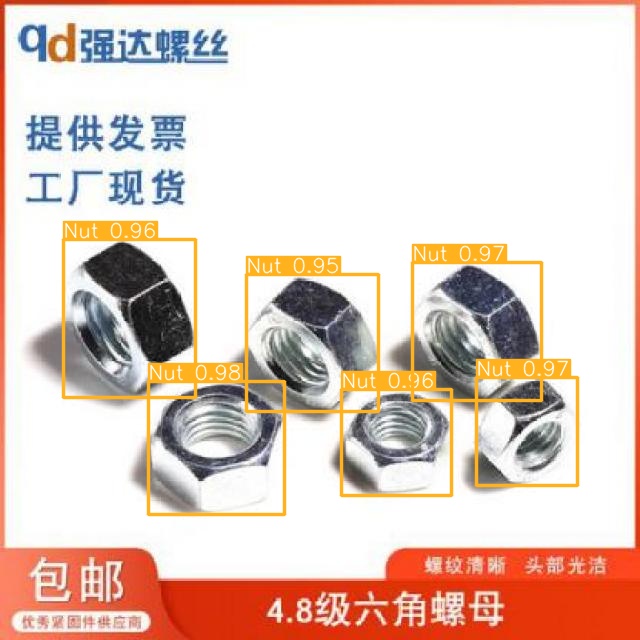 qd强达螺丝
提供发票
工厂现货
Nut 0.96
Nut 0.95
Nut 0.97
Nut 0.98
Nut 0.96
Nut 0.97
包邮
优秀紧固件供应商
4.8级六角螺母
螺纹清晰 头部光洁